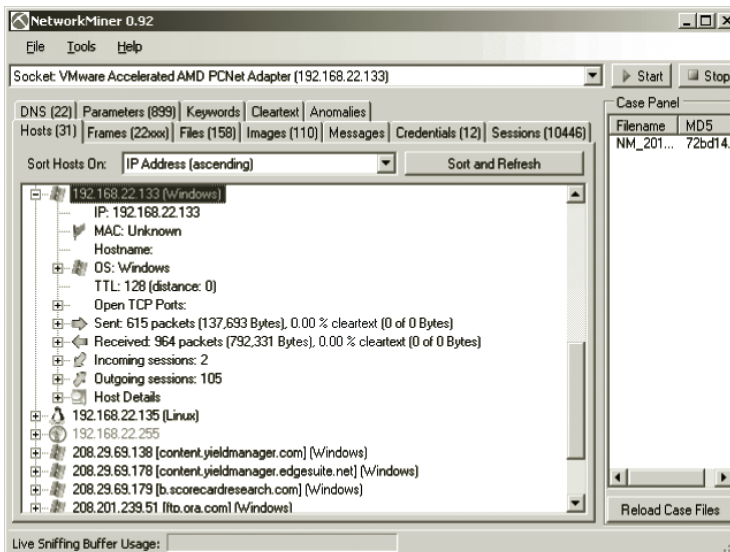 NetworkMiner 0.92
File Tools Help
Socket: VMware Accelerated AMD PCNet Adapter (192.168.22.133)
Start
Stop
DNS (22) Parameters (899) Keywords Cleartext Anomalies
Hosts (31) Frames (22xxx) Files (158) Images (110) Messages Credentials (12) Sessions (10446)
Sort Hosts On: IP Address (ascending) Sort and Refresh
192.168.22.133 (Windows)
IP: 192.168.22.133
MAC: Unknown
Hostname:
OS: Windows
TTL: 128 (distance: 0)
Open TCP Ports:
Sent: 615 packets (137,693 Bytes), 0.00 % cleartext (0 of 0 Bytes)
Received: 964 packets (792,331 Bytes), 0.00 % cleartext (0 of 0 Bytes)
Incoming sessions: 2
Outgoing sessions: 105
Host Details
192.168.22.135 (Linux)
192.168.22.255
208.29.69.138 [content.yieldmanager.com] (Windows)
208.29.69.178 [content.yieldmanager.edgesuite.net] (Windows)
208.29.69.179 [b.scorecardresearch.com] (Windows)
208.201.239.51 [ftp.ora.com] (Windows)
Case Panel
Filename MD5
NM_201... 72bd14.
Reload Case Files
Live Sniffing Buffer Usage: